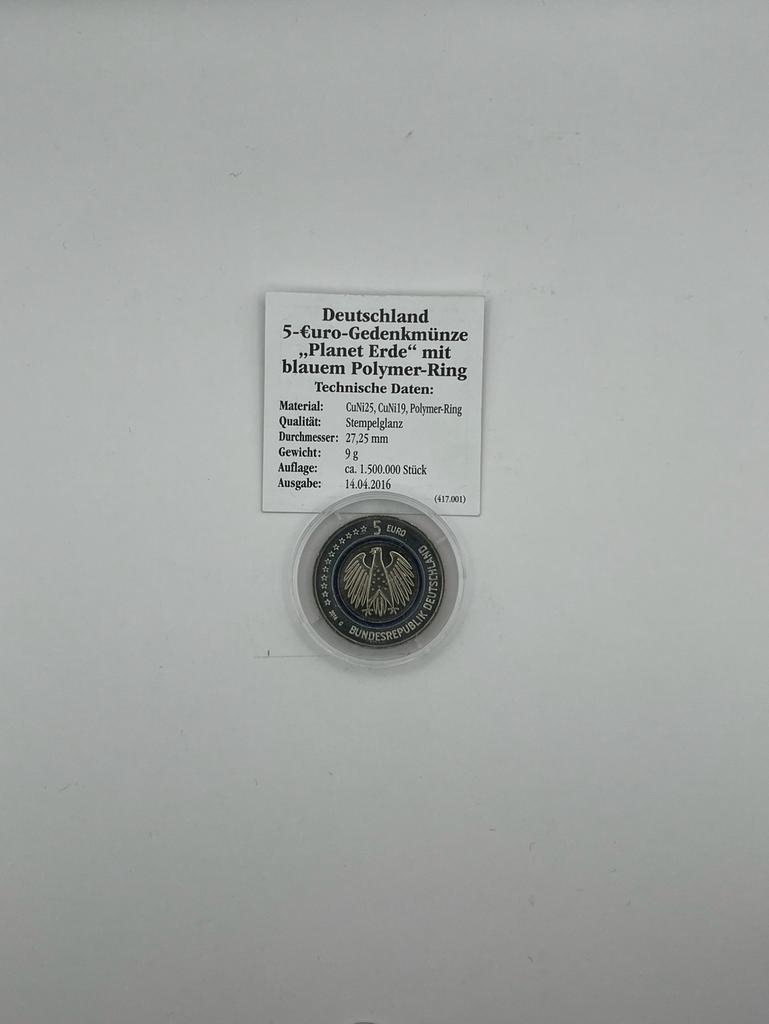 Deutschland
5-€uro-Gedenkmünze
„Planet Erde“ mit
blauem Polymer-Ring
Technische Daten:
Material: CuNi25, CuNi19, Polymer-Ring
Qualität: Stempelglanz
Durchmesser: 27,25 mm
Gewicht: 9 g
Auflage: ca. 1.500.000 Stück
Ausgabe: 14.04.2016
(417.001)
5 EURO
BUNDESREPUBLIK DEUTSCHLAND
2016